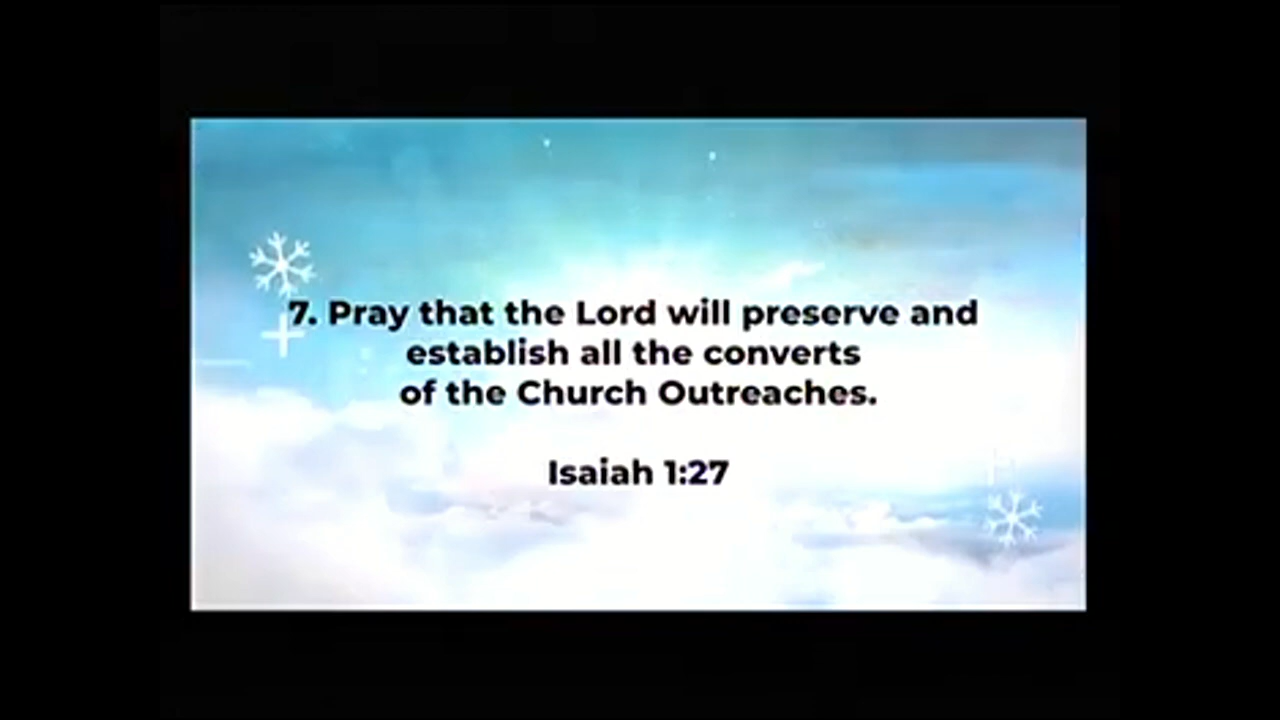 7. Pray that the Lord will preserve and
establish all the converts
of the Church Outreaches.
Isaiah 1:27